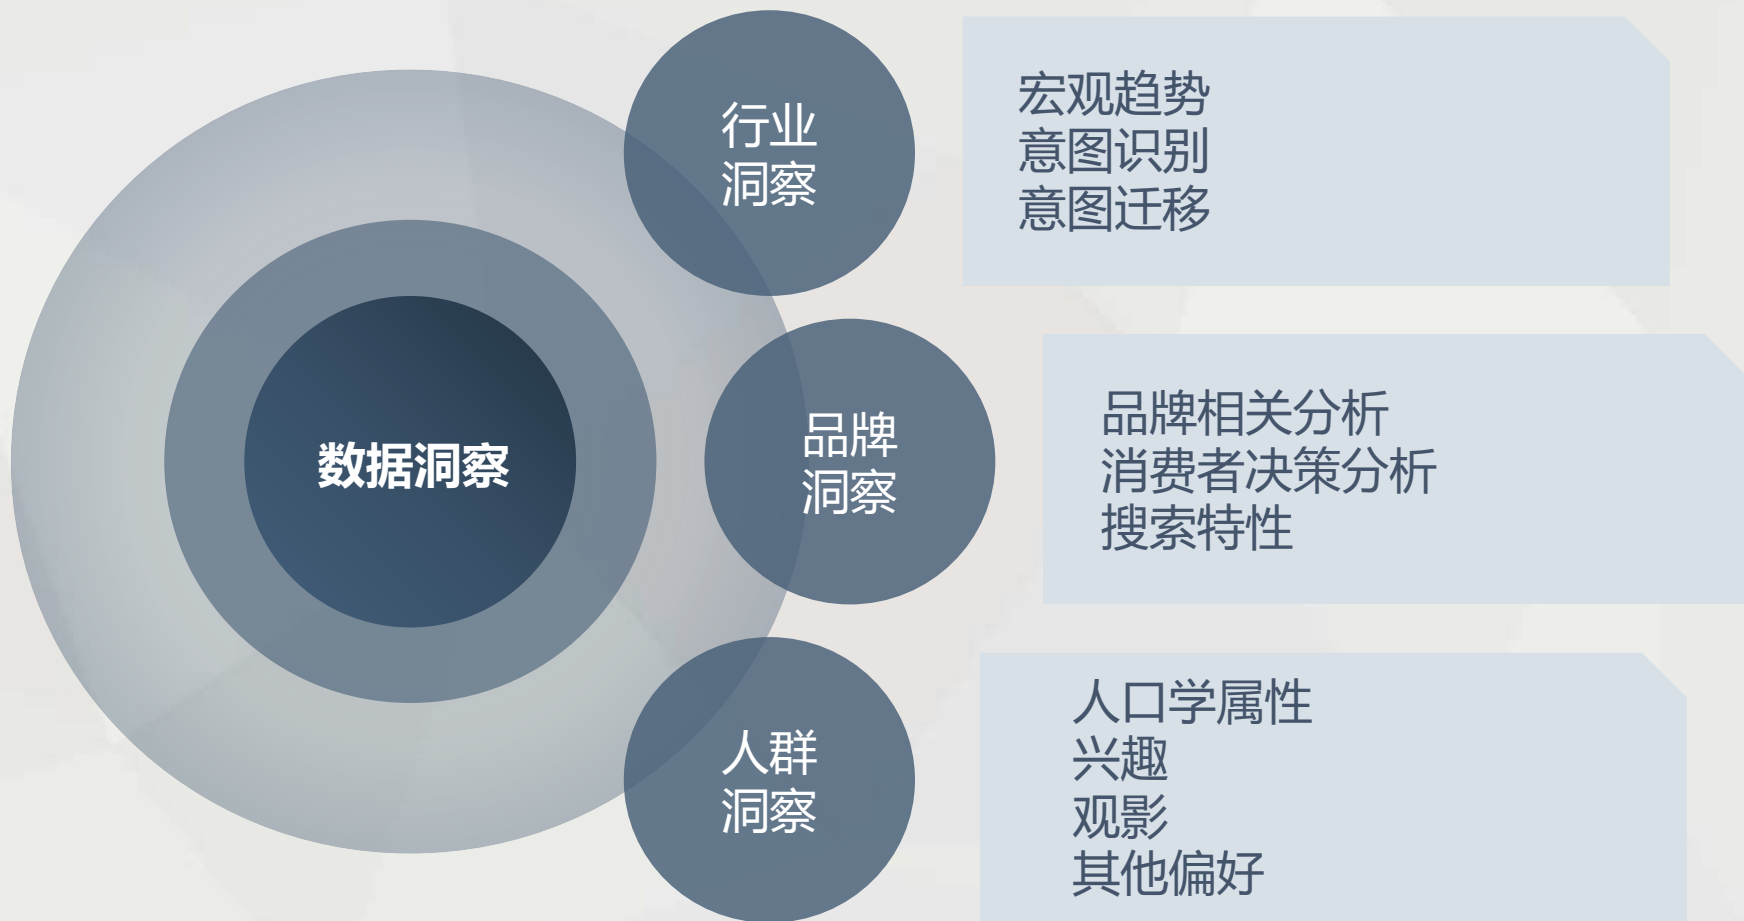 数据洞察
行业
洞察
宏观趋势
意图识别
意图迁移
品牌
洞察
品牌相关分析
消费者决策分析
搜索特性
人群
洞察
人口学属性
兴趣
观影
其他偏好